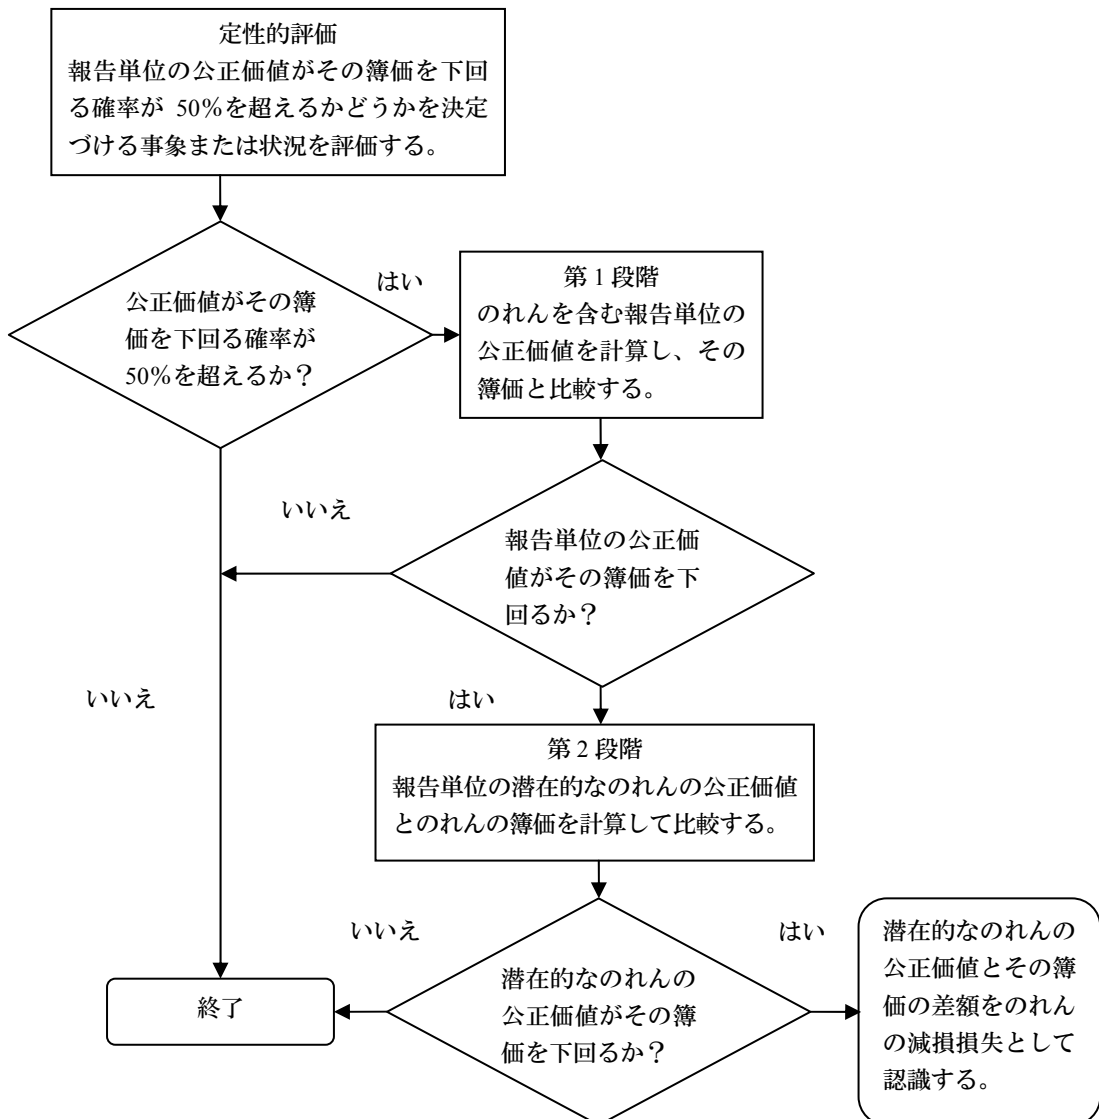 定性的評価
報告単位の公正価値がその簿価を下回
る確率が 50%を超えるかどうかを決定
づける事象または状況を評価する。
公正価値がその簿
価を下回る確率が
50%を超えるか？
はい
第 1 段階
のれんを含む報告単位の
公正価値を計算し、その
簿価と比較する。
いいえ
報告単位の公正価
値がその簿価を下
回るか？
いいえ
はい
第 2 段階
報告単位の潜在的なのれんの公正価値
とのれんの簿価を計算して比較する。
いいえ
はい
潜在的なのれんの
公正価値がその簿
価を下回るか？
終了
潜在的なのれんの
公正価値とその簿
価の差額をのれん
の減損損失として
認識する。